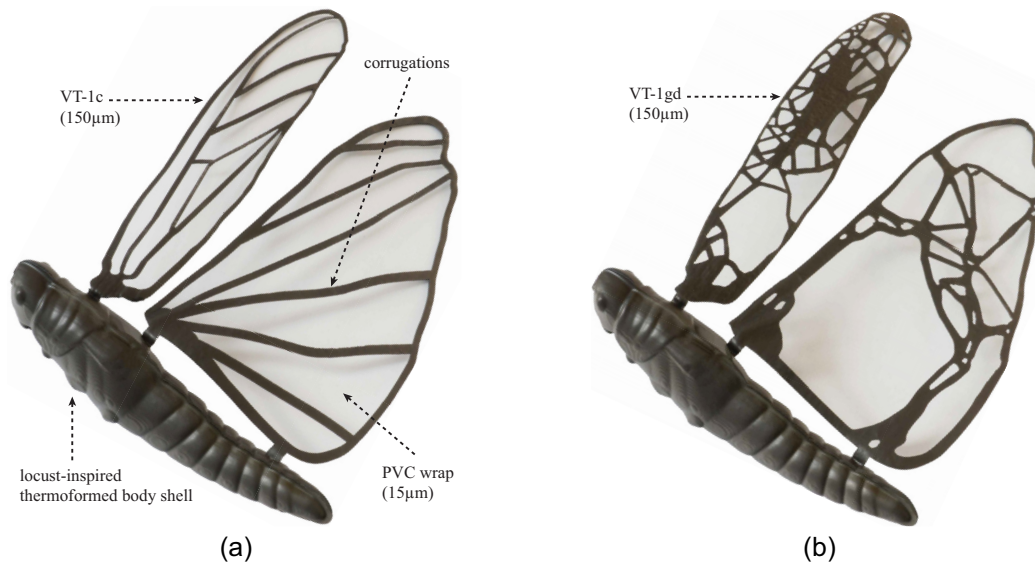 VT-1c
(150µm)
corrugations
locust-inspired
thermoformed body shell
PVC wrap
(15µm)
(a)
VT-1gd
(150µm)
(b)